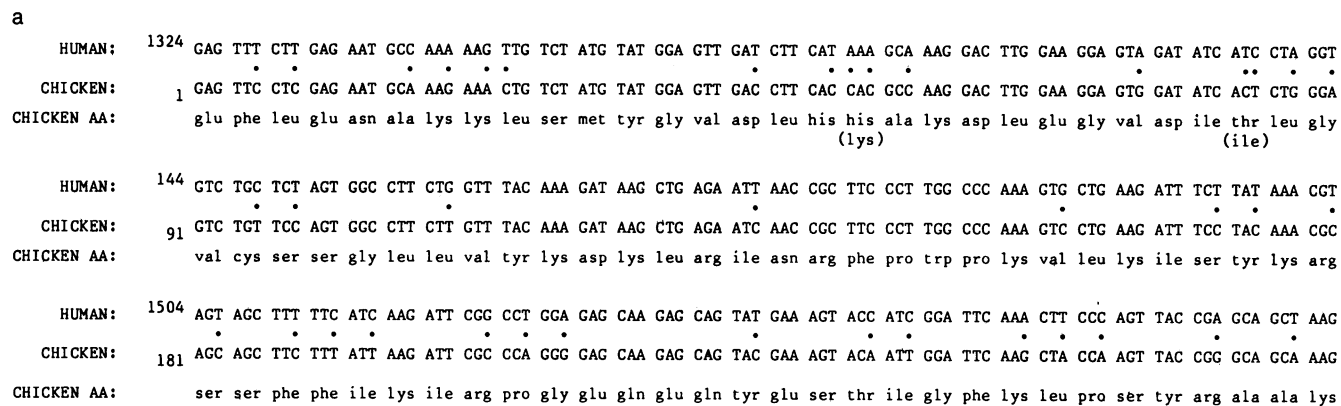 a
HUMAN: 1324 GAG TTT CTT GAG AAT GCC AAA AAG TTG TCT ATG TAT GGA GTT GAT CTT CAT AAA GCA AAG GAC TTG GAA GGA GTA GAT ATC ATC CTA GGT
CHICKEN: 1 GAG TTC CTC GAG AAT GCA AAG AAA CTG TCT ATG TAT GGA GTT GAC CTT CAC CAC GCC AAG GAC TTG GAA GGA GTG GAT ATC ACT CTG GGA
CHICKEN AA: glu phe leu glu asn ala lys lys leu ser met tyr gly val asp leu his his ala lys asp leu glu gly val asp ile thr leu gly
(lys) (ile)
HUMAN: 144 GTC TGC TCT AGT GGC CTT CTG GTT TAC AAA GAT AAG CTG AGA ATT AAC CGC TTC CCT TGG CCC AAA GTG CTG AAG ATT TCT TAT AAA CGT
CHICKEN: 91 GTC TGT TCC AGT GGC CTT CTT GTT TAC AAA GAT AAG CTG AGA ATC AAC CGC TTC CCT TGG CCC AAA GTC CTG AAG ATT TCC TAC AAA CGC
CHICKEN AA: val cys ser ser gly leu leu val tyr lys asp lys leu arg ile asn arg phe pro trp pro lys val leu lys ile ser tyr lys arg
HUMAN: 1504 AGT AGC TTT TTC ATC AAG ATT CGG CCT GGA GAG CAA GAG CAG TAT GAA AGT ACC ATC GGA TTC AAA CTT CCC AGT TAC CGA GCA GCT AAG
CHICKEN: 181 AGC AGC TTC TTT ATT AAG ATT CGC CCA GGG GAG CAA GAG CAG TAC GAA AGT ACA ATT GGA TTC AAG CTA CCA AGT TAC CGG GCA GCA AAG
CHICKEN AA: ser ser phe phe ile lys ile arg pro gly glu gln glu gln tyr glu ser thr ile gly phe lys leu pro ser tyr arg ala ala lys